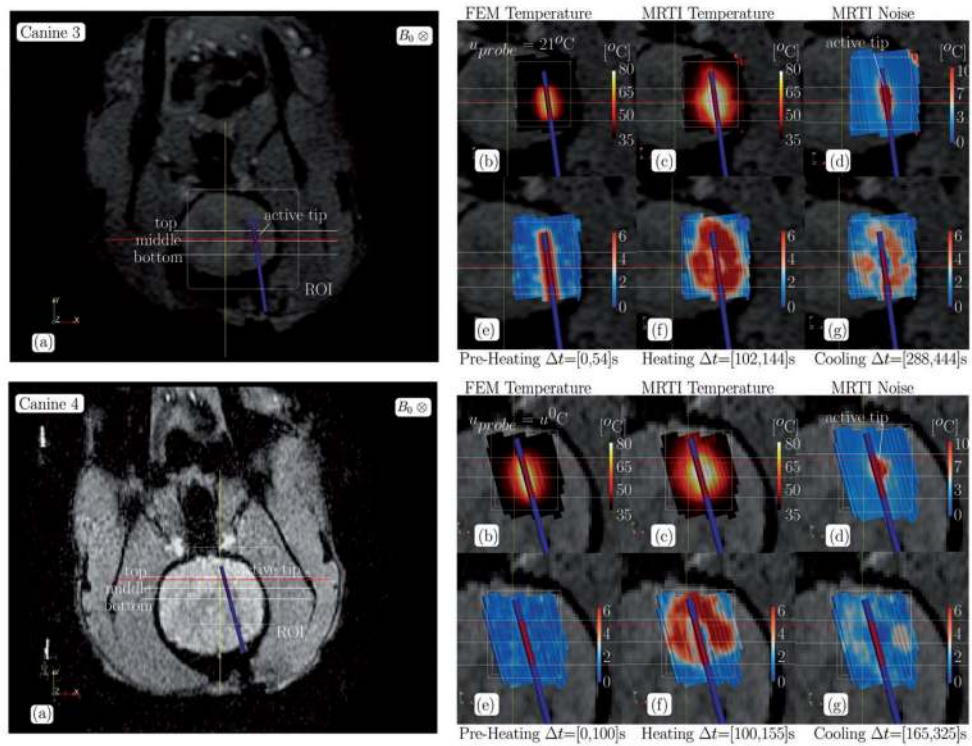 Canine 3
B₀ ⊗
top
active tip
middle
bottom
ROI
(a)
FEM Temperature
MRTI Temperature
MRTI Noise
u_probe = 21°C
[°C]
80
65
50
35
(b)
[°C]
80
65
50
35
(c)
active tip
[°C]
10
7
3
0
(d)
6
4
2
0
(e)
6
4
2
0
(f)
6
4
2
0
(g)
Pre-Heating Δt=[0,54]s
Heating Δt=[102,144]s
Cooling Δt=[288,444]s
Canine 4
B₀ ⊗
top
active tip
middle
bottom
ROI
(a)
FEM Temperature
MRTI Temperature
MRTI Noise
u_probe = u⁰C
[°C]
80
65
50
35
(b)
[°C]
80
65
50
35
(c)
active tip
[°C]
10
7
3
0
(d)
6
4
2
0
(e)
6
4
2
0
(f)
6
4
2
0
(g)
Pre-Heating Δt=[0,100]s
Heating Δt=[100,155]s
Cooling Δt=[165,325]s